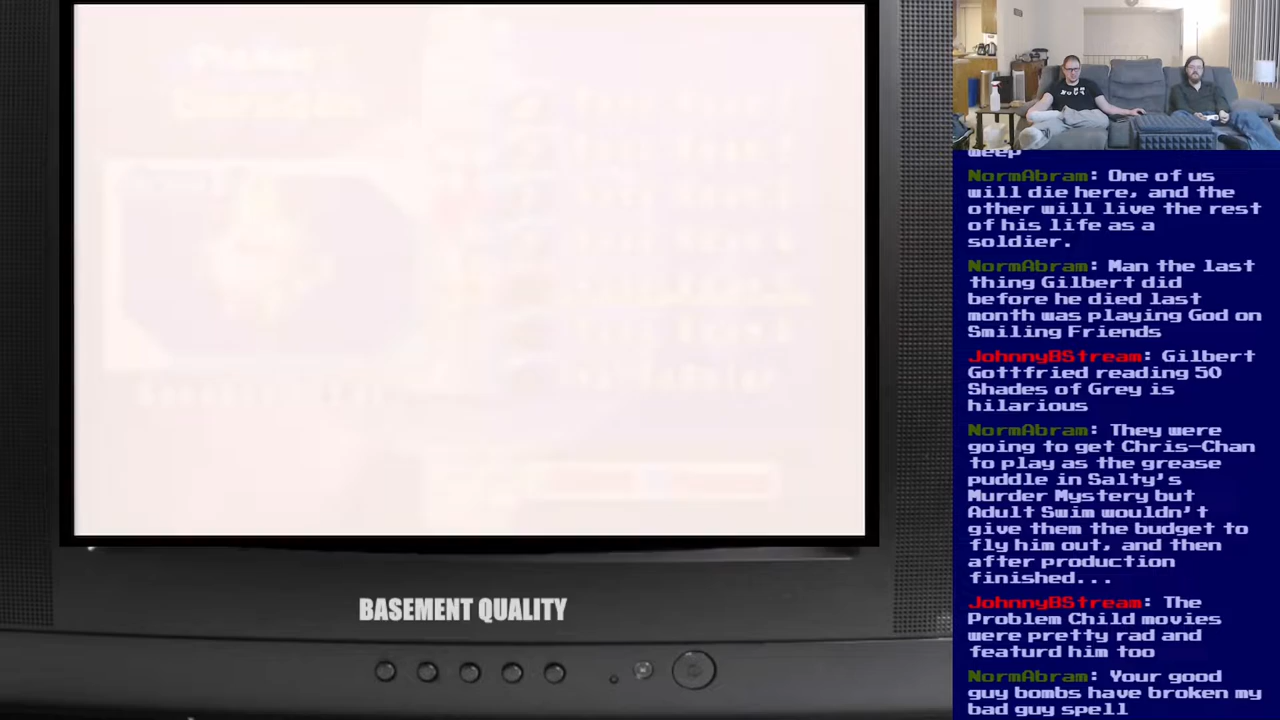 BASEMENT QUALITY
weep
NormAbram: One of us
will die here, and the
other will live the rest
of his life as a
soldier.
NormAbram: Man the last
thing Gilbert did
before he died last
month was playing God on
Smiling Friends
JohnnyBStream: Gilbert
Gottfried reading 50
Shades of Grey is
hilarious
NormAbram: They were
going to get Chris-Chan
to play as the grease
puddle in Salty's
Murder Mystery but
Adult Swim wouldn't
give them the budget to
fly him out, and then
after production
finished...
JohnnyBStream: The
Problem Child movies
were pretty rad and
featurd him too
NormAbram: Your good
guy bombs have broken my
bad guy spell